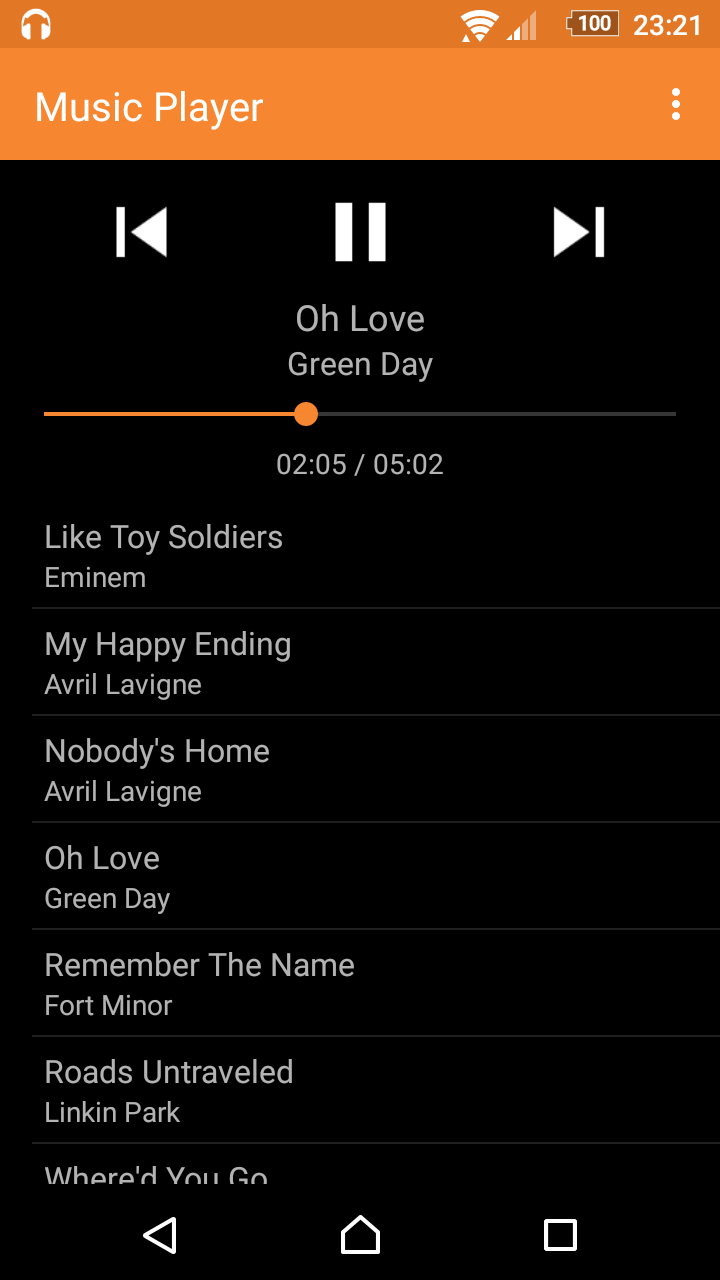 100 23:21
Music Player
Oh Love
Green Day
02:05 / 05:02
Like Toy Soldiers
Eminem
My Happy Ending
Avril Lavigne
Nobody's Home
Avril Lavigne
Oh Love
Green Day
Remember The Name
Fort Minor
Roads Untraveled
Linkin Park
Where'd You Go